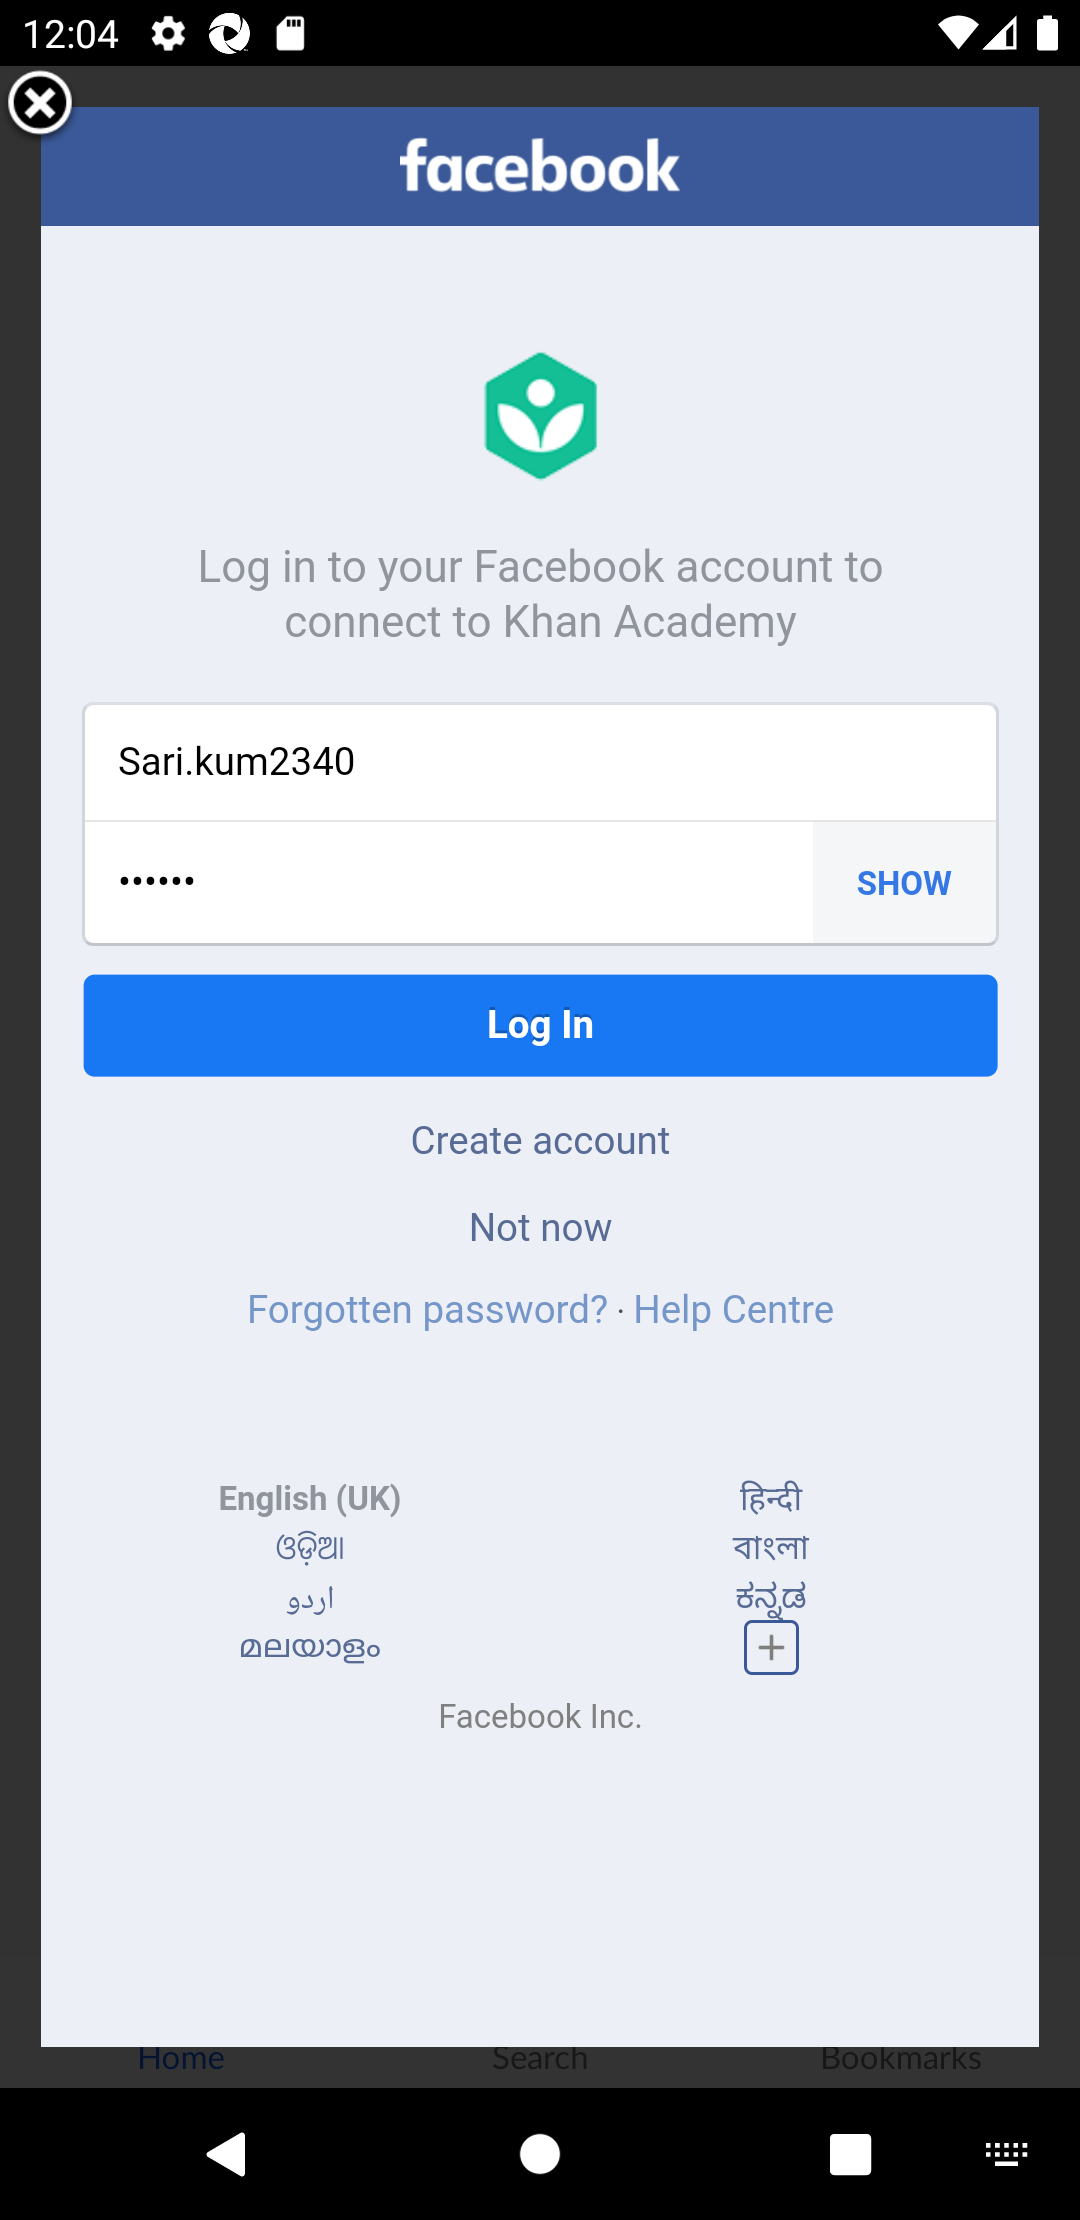 12:04
facebook
Log in to your Facebook account to
connect to Khan Academy
Sari.kum2340
••••••
SHOW
Log In
Create account
Not now
Forgotten password? · Help Centre
English (UK)
हिन्दी
ଓଡ଼ିଆ
বাংলা
اردو
ಕನ್ನಡ
മലയാളം
Facebook Inc.
Home
Search
Bookmarks